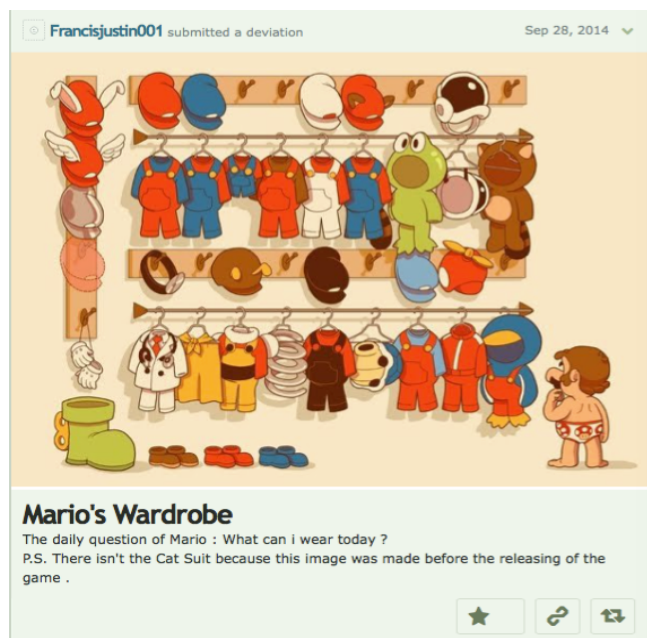 Francisjustin001 submitted a deviation
Sep 28, 2014
Mario's Wardrobe
The daily question of Mario : What can i wear today ?
P.S. There isn't the Cat Suit because this image was made before the releasing of the
game .